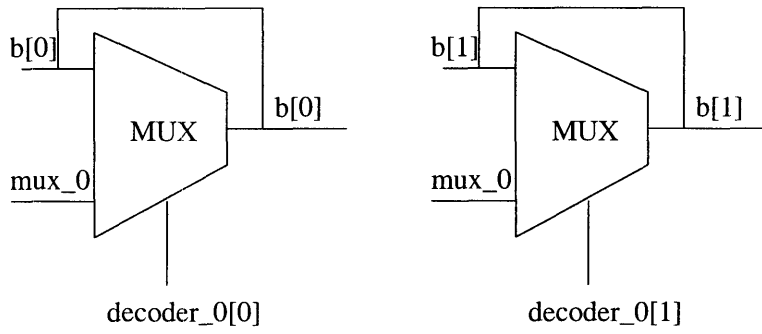 b[0]
MUX
b[0]
mux_0
decoder_0[0]
b[1]
MUX
b[1]
mux_0
decoder_0[1]